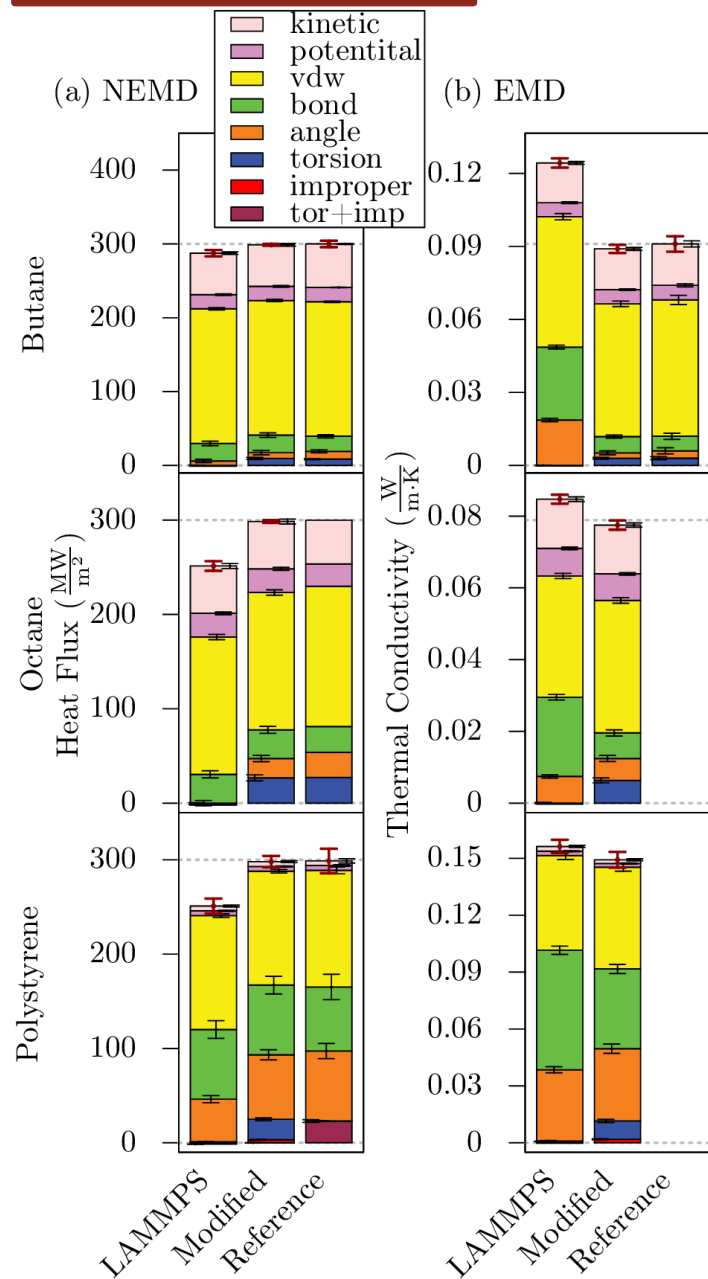 kinetic
potentital
vdw
bond
angle
torsion
improper
tor+imp
(a) NEMD
(b) EMD
Butane
400
300
200
100
0
0.12
0.09
0.06
0.03
0
Octane
Heat Flux (MW/m²)
300
200
100
0
Thermal Conductivity (W/m·K)
0.08
0.06
0.04
0.02
0
Polystyrene
300
200
100
0
0.15
0.12
0.09
0.06
0.03
0
LAMMPS
Modified
Reference
LAMMPS
Modified
Reference